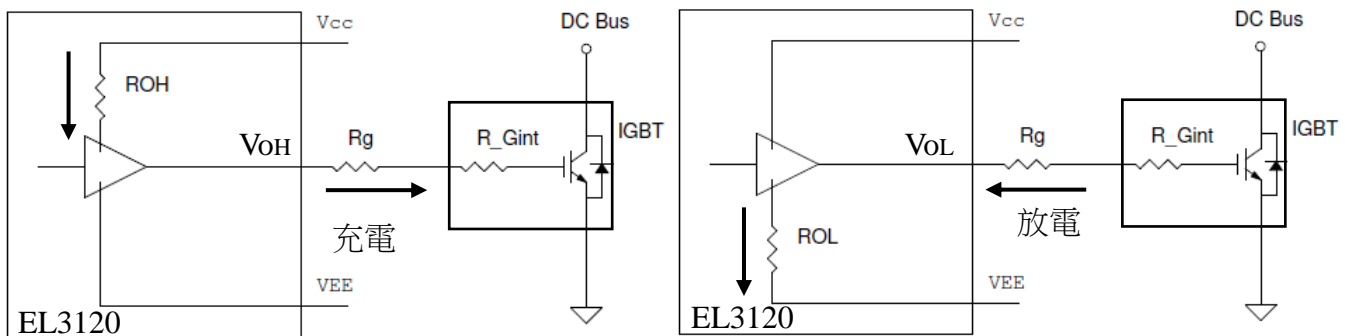 Vcc
DC Bus
ROH
IGBT
VOH
Rg
R_Gint
充電
VEE
EL3120
Vcc
DC Bus
IGBT
VOL
Rg
R_Gint
ROL
放電
VEE
EL3120